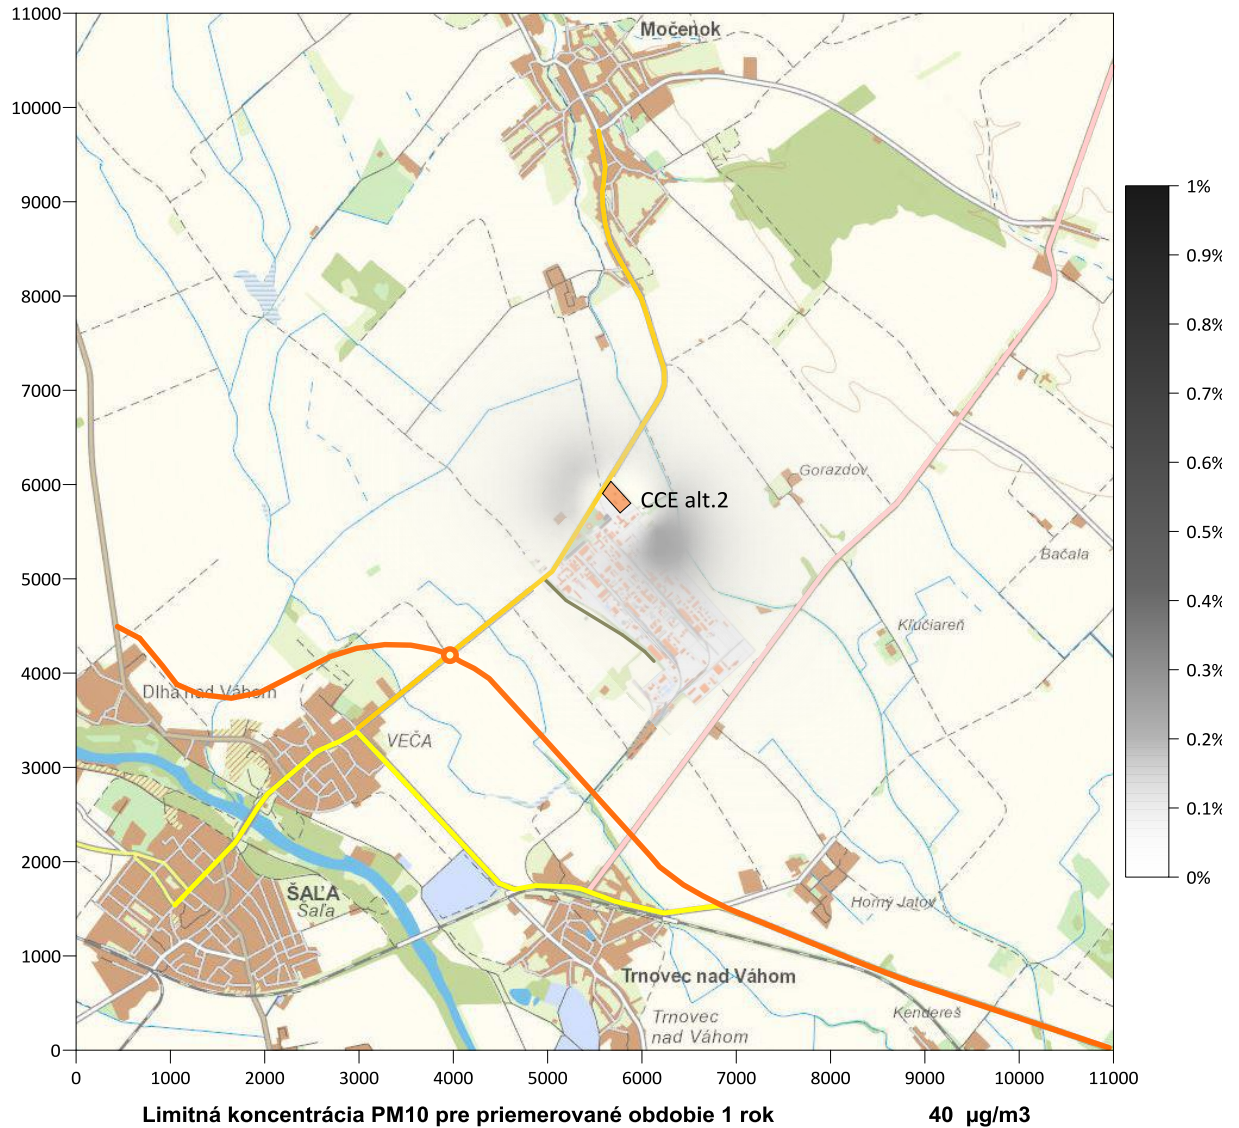 11000
10000
9000
8000
7000
6000
5000
4000
3000
2000
1000
0
Močenok
Gorazdov
CCE alt.2
Bačala
Kľučiareň
Dlhá nad Váhom
VEČA
ŠAĽA
Šaľa
Horný Jatov
Trnovec nad Váhom
Trnovec
nad Váhom
Kendereš
1%
0.9%
0.8%
0.7%
0.6%
0.5%
0.4%
0.3%
0.2%
0.1%
0%
0 1000 2000 3000 4000 5000 6000 7000 8000 9000 10000 11000
Limitná koncentrácia PM10 pre priemerované obdobie 1 rok 40 µg/m3